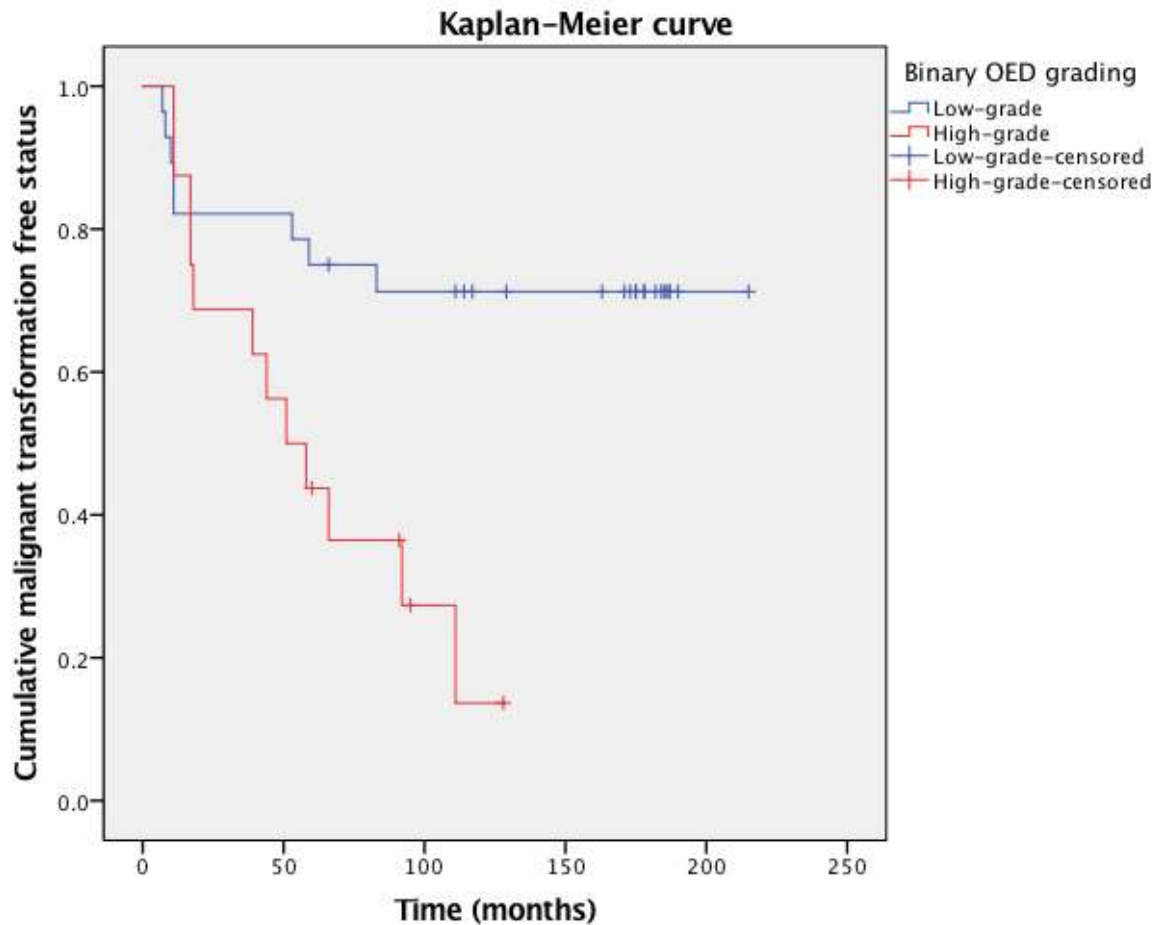 Kaplan-Meier curve
Cumulative malignant transformation free status
1.0
0.8
0.6
0.4
0.2
0.0
0 50 100 150 200 250
Time (months)
Binary OED grading
Low-grade
High-grade
Low-grade-censored
High-grade-censored